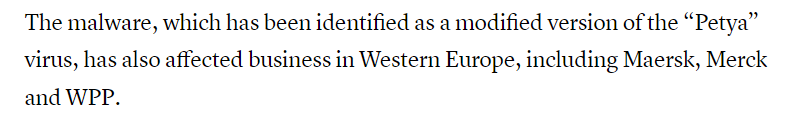 The malware, which has been identified as a modified version of the “Petya”
virus, has also affected business in Western Europe, including Maersk, Merck
and WPP.